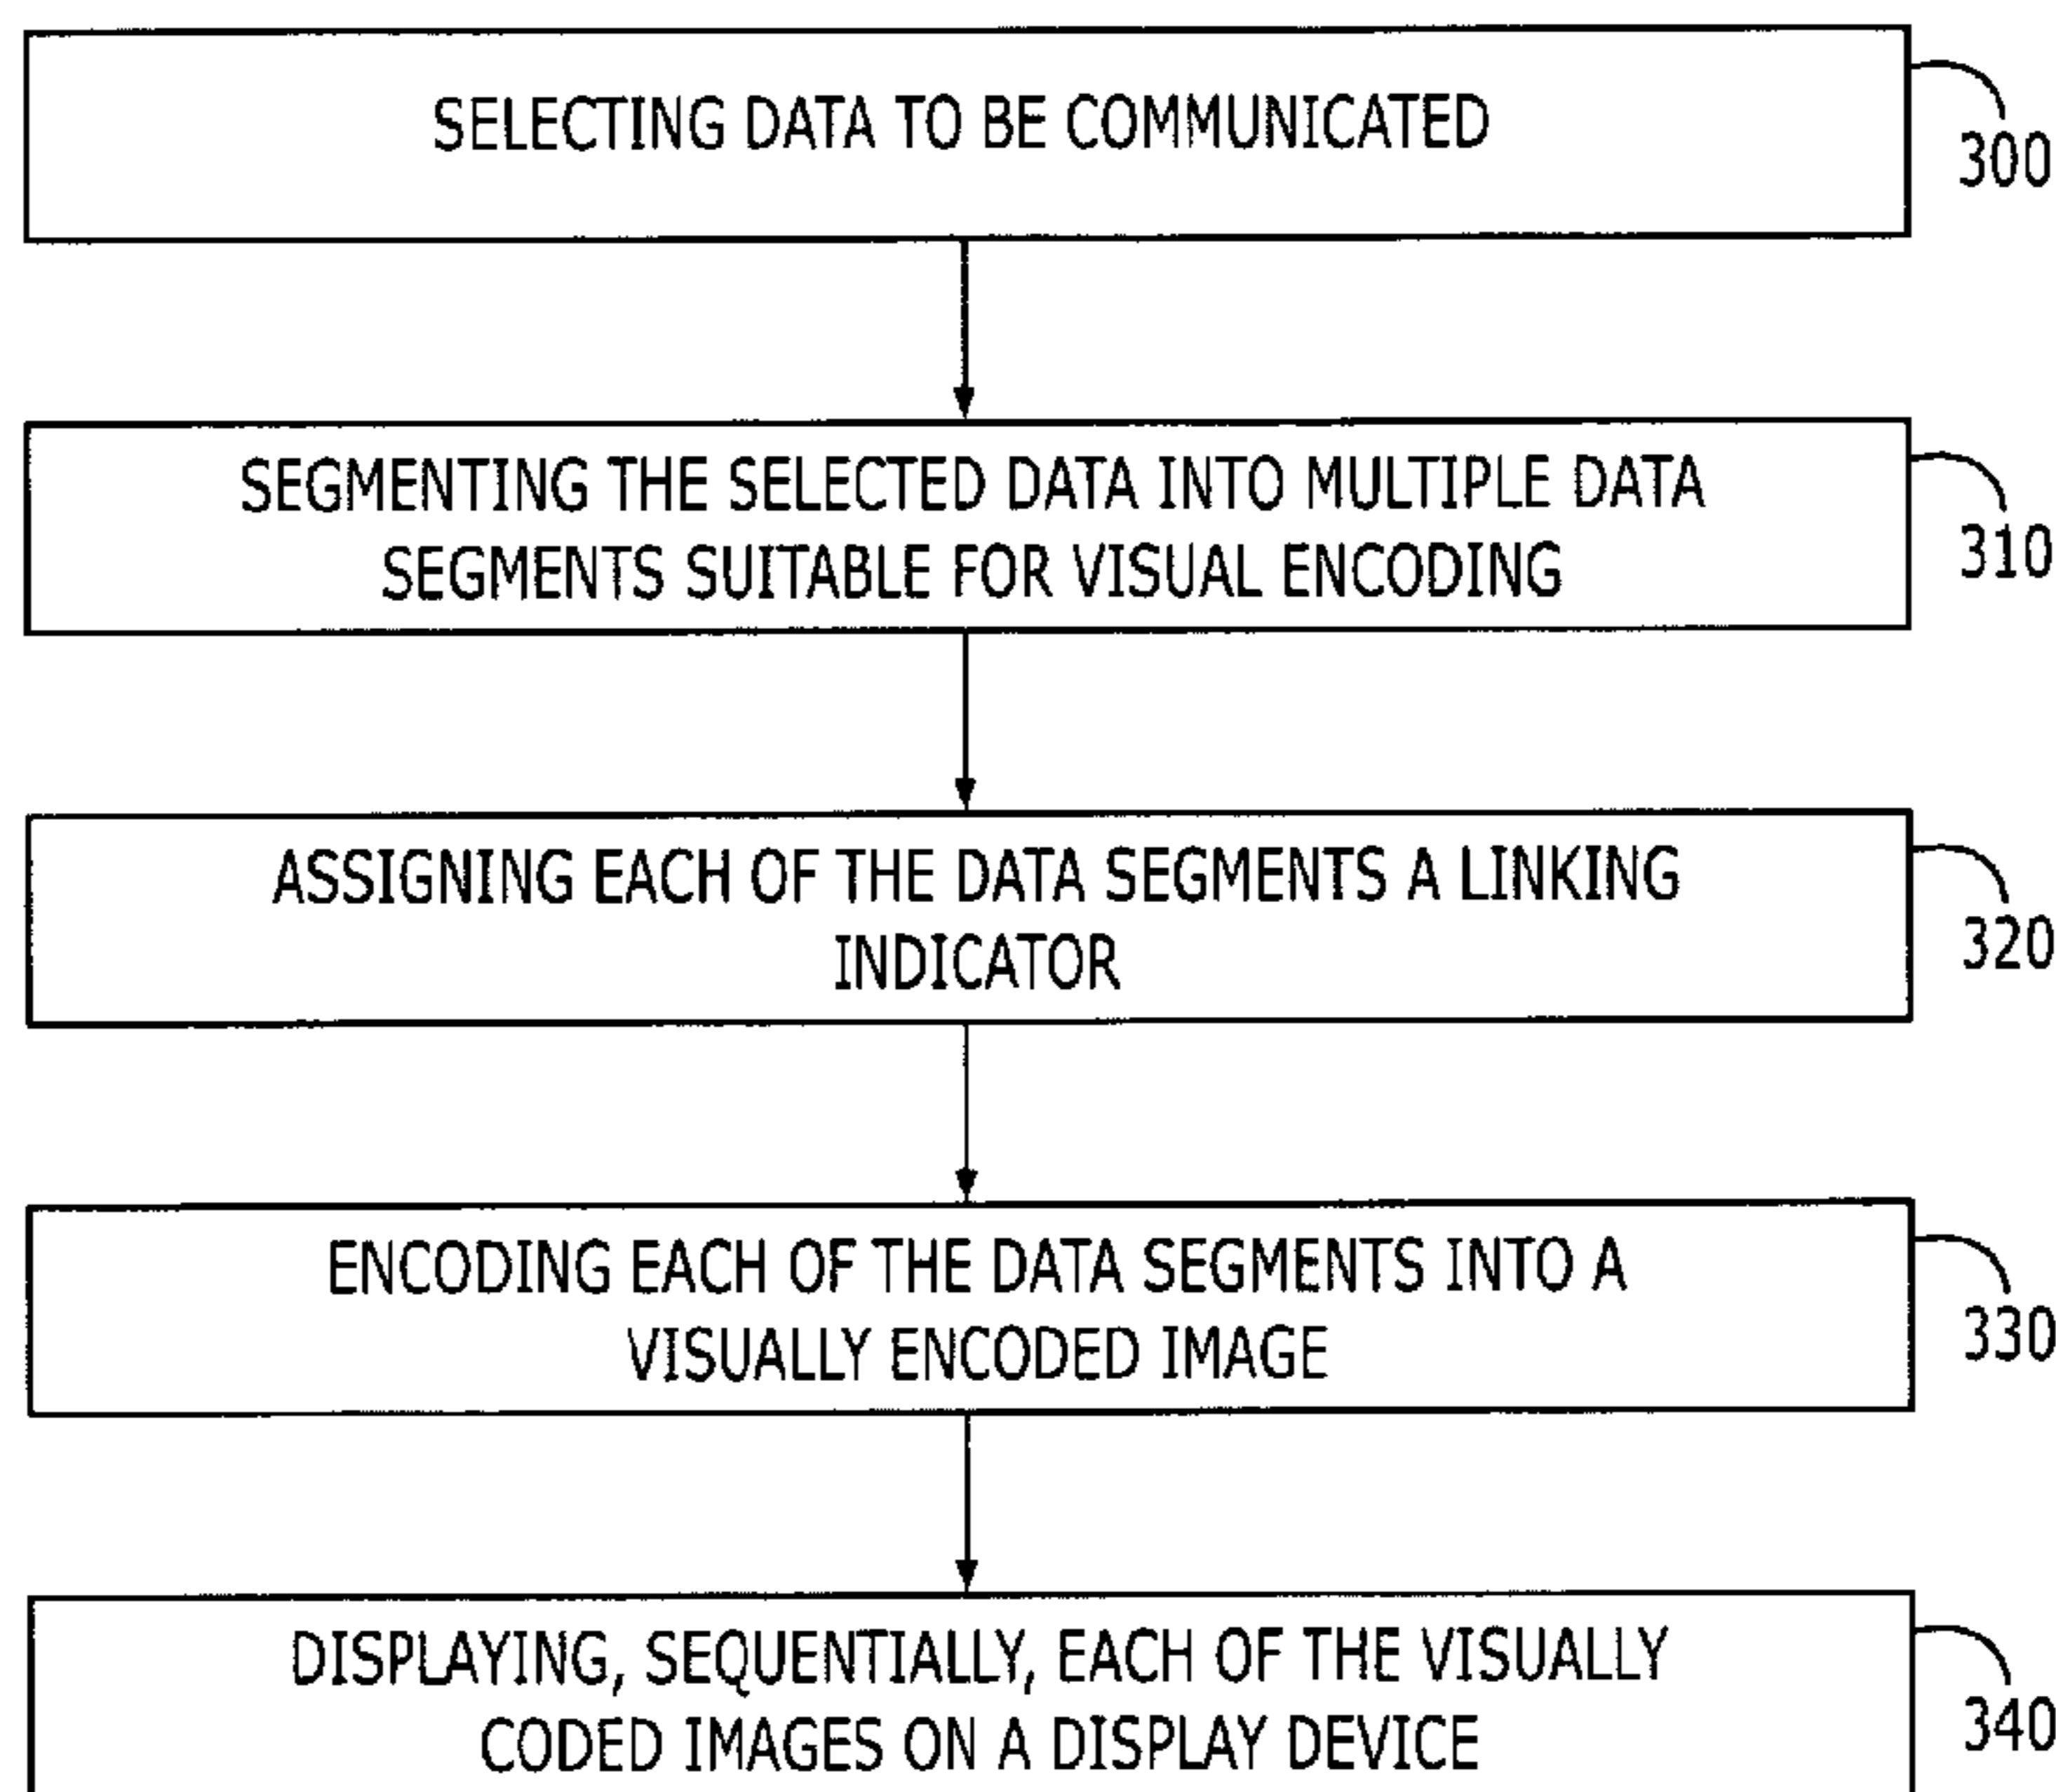 SELECTING DATA TO BE COMMUNICATED
300
SEGMENTING THE SELECTED DATA INTO MULTIPLE DATA
SEGMENTS SUITABLE FOR VISUAL ENCODING
310
ASSIGNING EACH OF THE DATA SEGMENTS A LINKING
INDICATOR
320
ENCODING EACH OF THE DATA SEGMENTS INTO A
VISUALLY ENCODED IMAGE
330
DISPLAYING, SEQUENTIALLY, EACH OF THE VISUALLY
CODED IMAGES ON A DISPLAY DEVICE
340